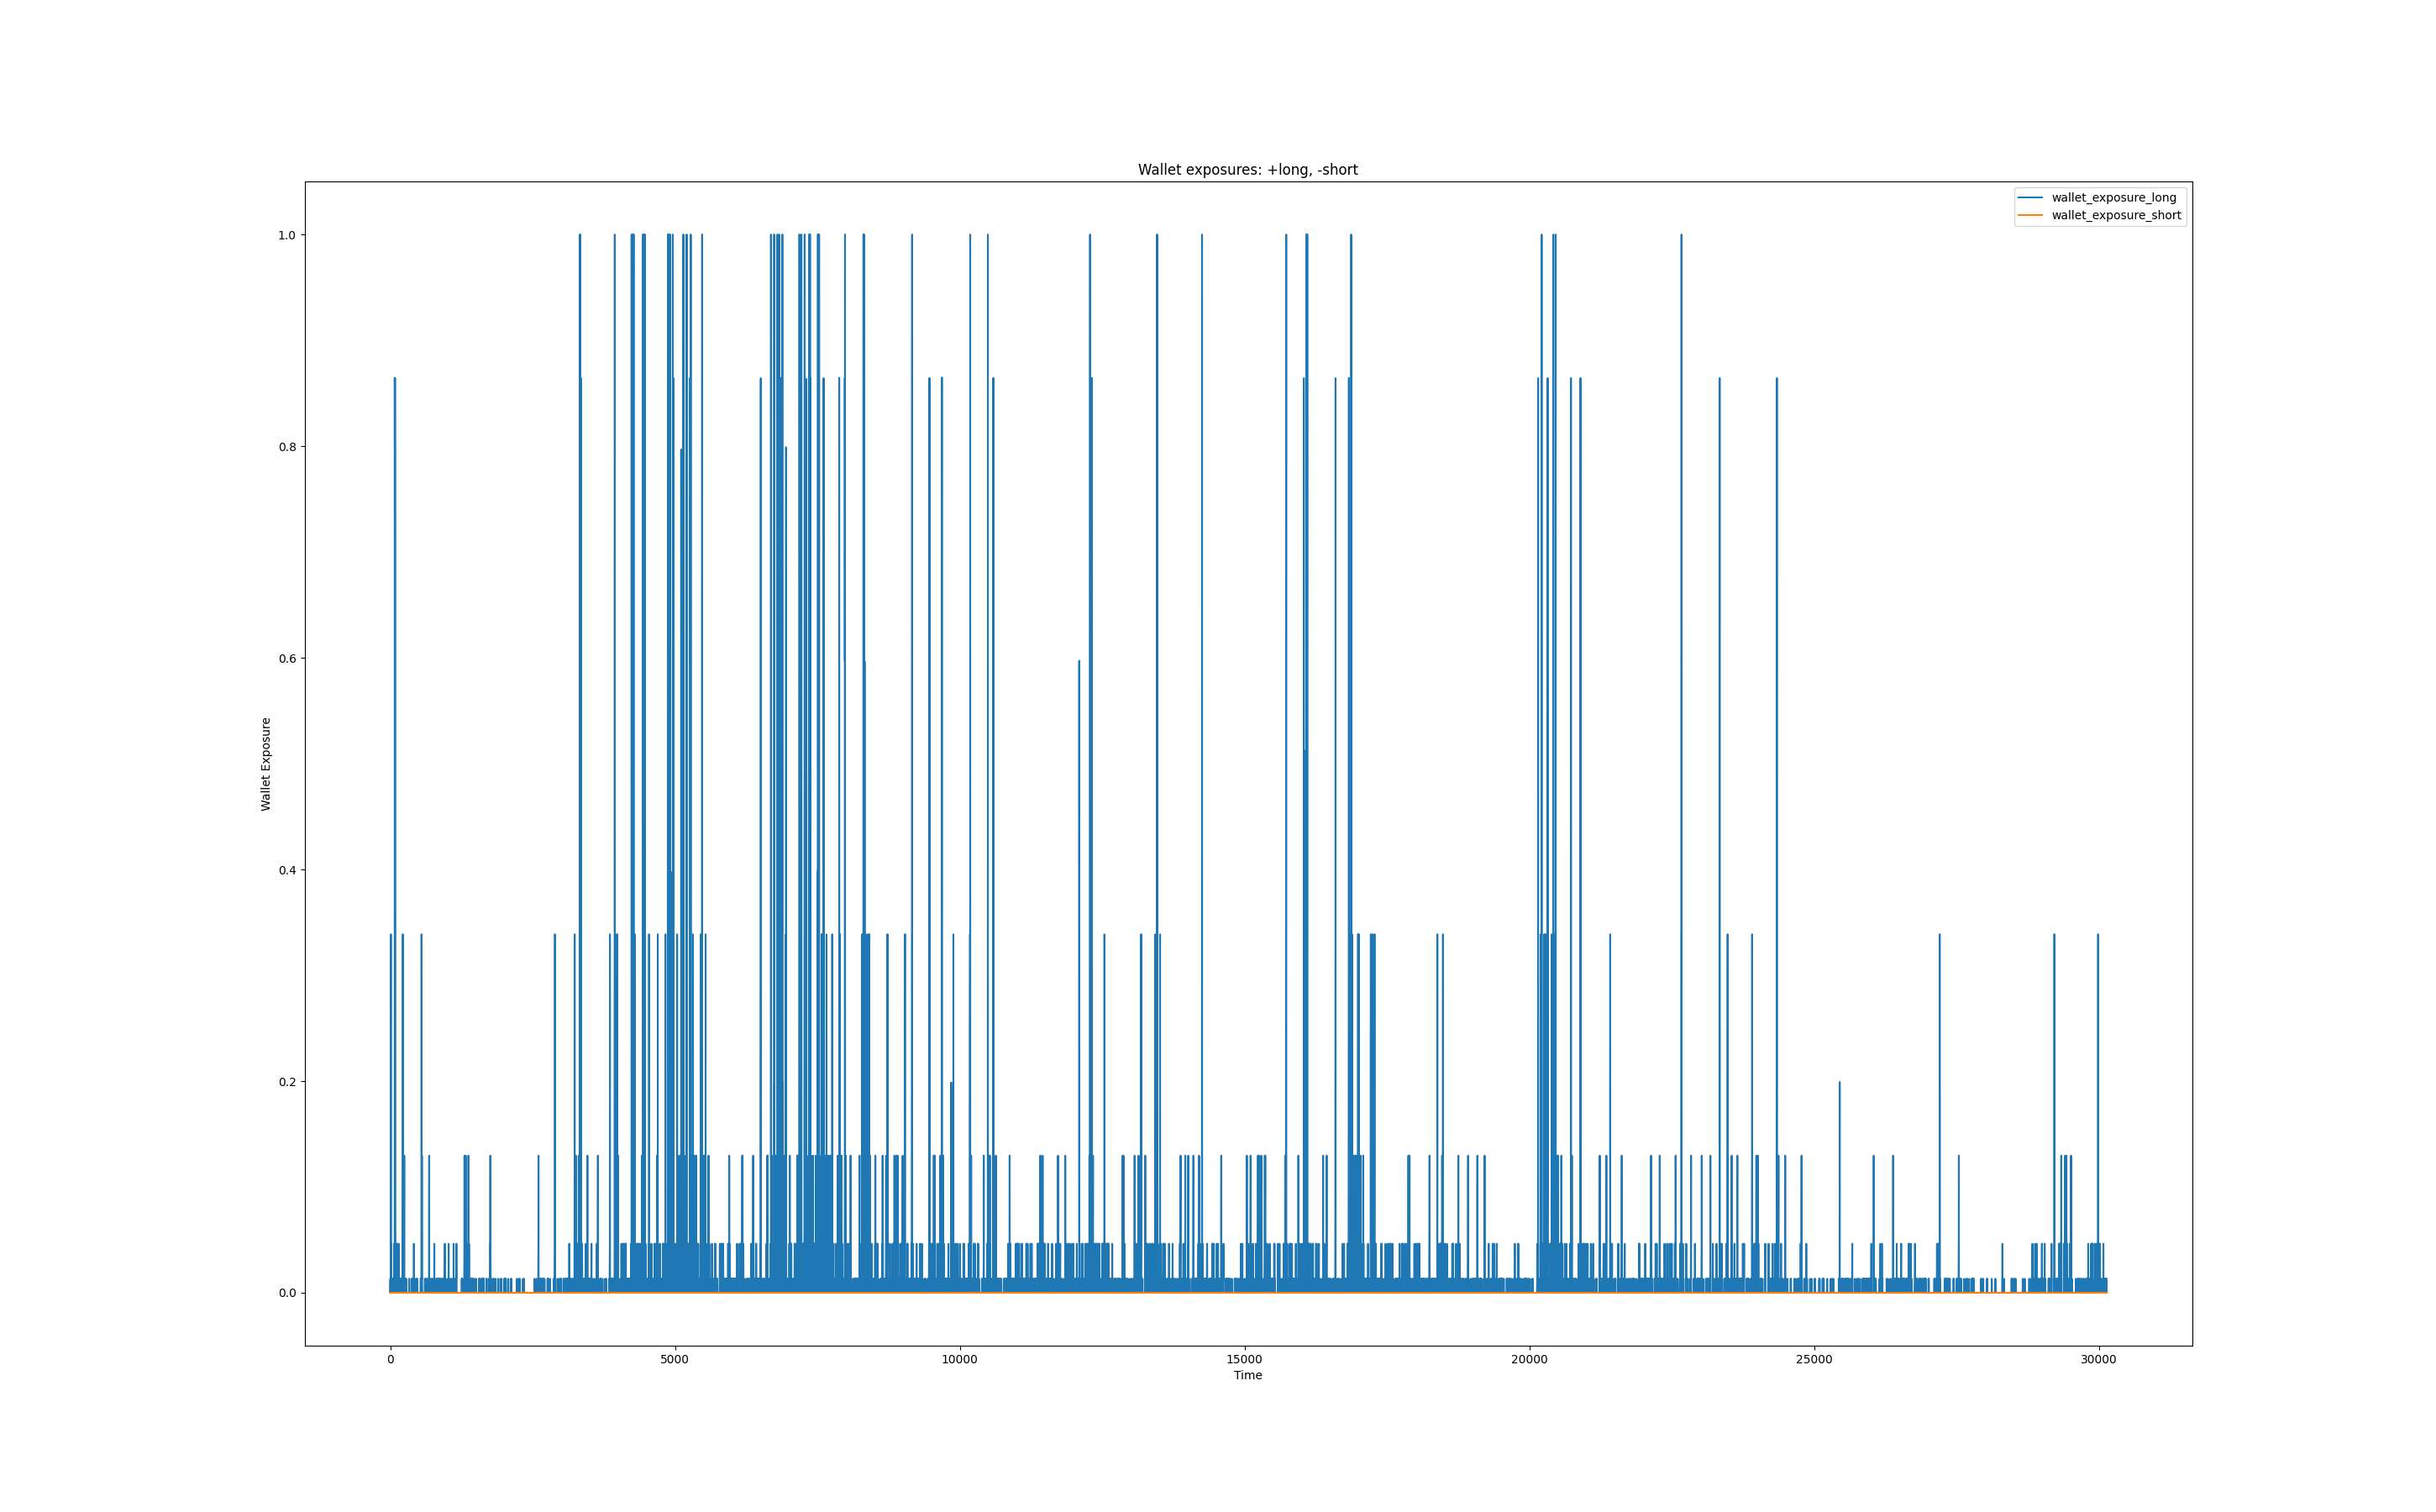 Wallet exposures: +long, -short
wallet_exposure_long
wallet_exposure_short
1.0
0.8
0.6
0.4
0.2
0.0
Wallet Exposure
0 5000 10000 15000 20000 25000 30000
Time